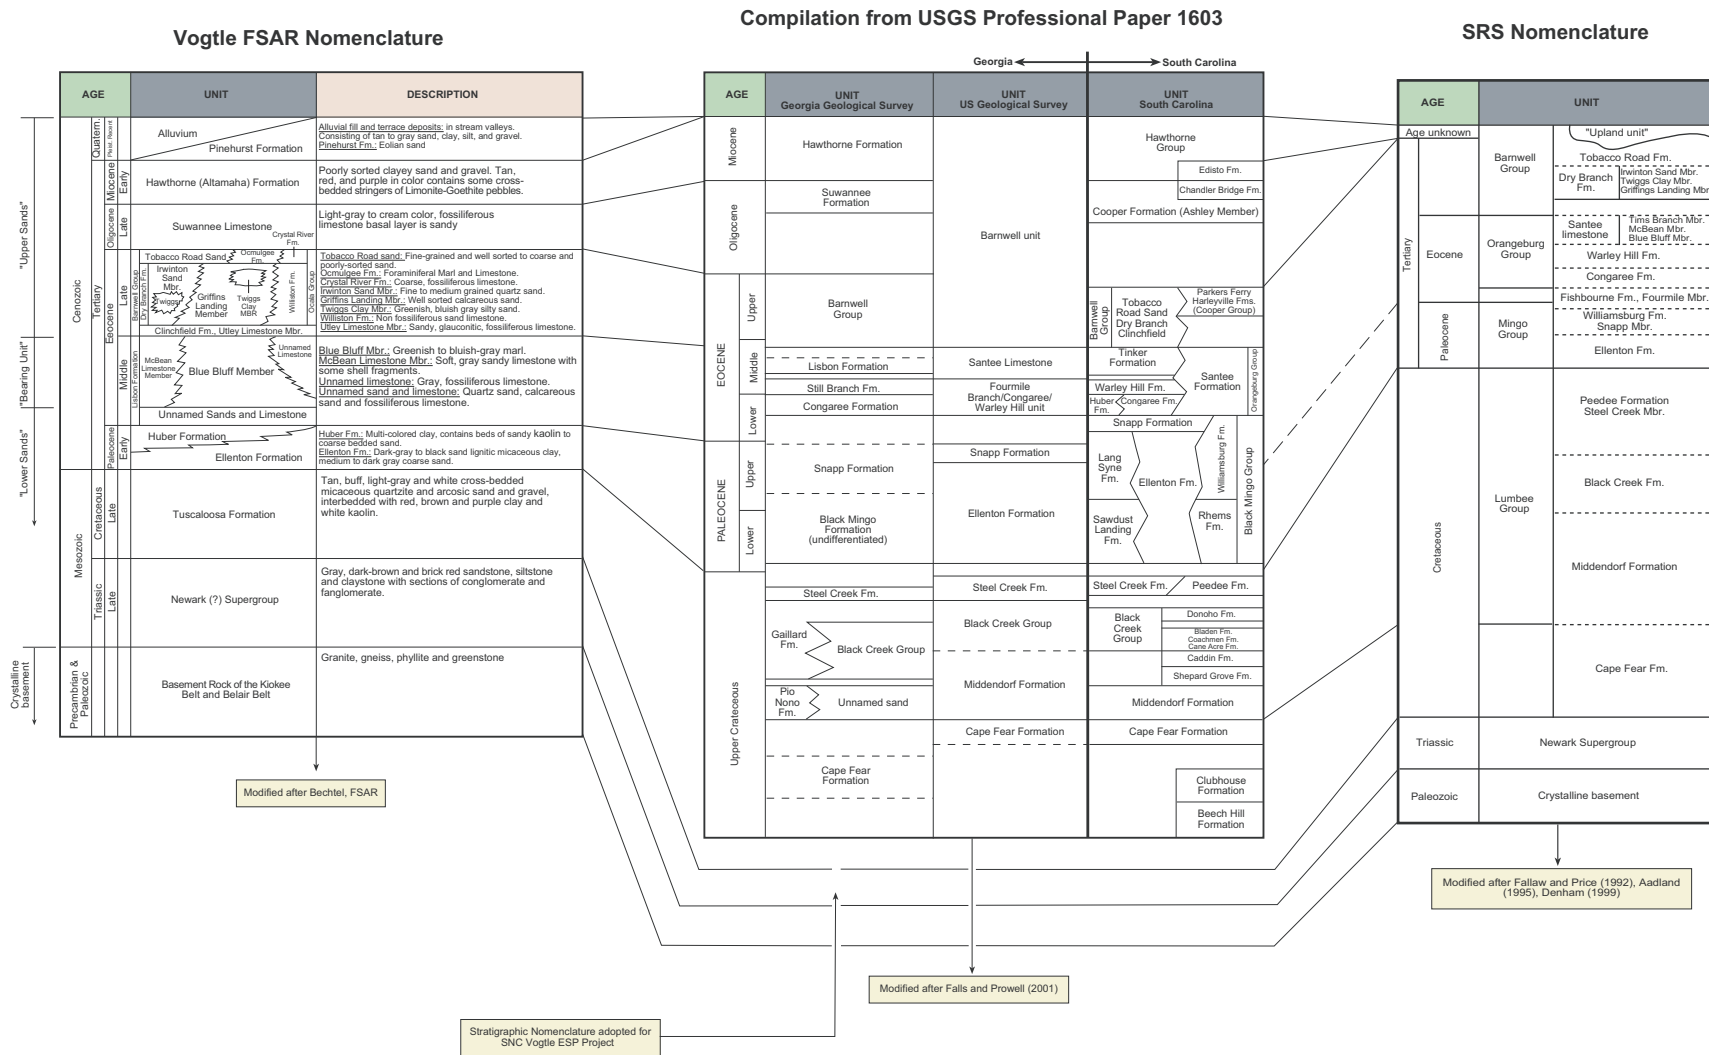 Compilation from USGS Professional Paper 1603
Vogtle FSAR Nomenclature
SRS Nomenclature
Georgia
South Carolina
AGE
UNIT
DESCRIPTION
"Upper Sands"
"Bearing Unit"
"Lower Sands"
Crystalline
basement
Cenozoic
Mesozoic
Precambrian &
Paleozoic
Tertiary
Quatern.
Pleist.
Recent
Miocene
Early
Oligocene
Late
Eeocene
Late
Middle
Paleocene
Early
Cretaceous
Late
Triassic
Late
Alluvium
Pinehurst Formation
Alluvial fill and terrace deposits: in stream valleys.
Consisting of tan to gray sand, clay, silt, and gravel.
Pinehurst Fm.: Eolian sand
Hawthorne (Altamaha) Formation
Poorly sorted clayey sand and gravel. Tan,
red, and purple in color contains some cross-
bedded stringers of Limonite-Goethite pebbles.
Suwannee Limestone
Crystal River
Fm.
Light-gray to cream color, fossiliferous
limestone basal layer is sandy
Tobacco Road Sand
Ocmulgee
Fm.
Barnwell Group
Dry Branch Fm.
Irwinton
Sand
Mbr.
Twiggs
Griffins
Landing
Member
Twiggs
Clay
MBR
Williston Fm.
Ocala Group
Clinchfield Fm., Utley Limestone Mbr.
Tobacco Road sand: Fine-grained and well sorted to coarse and
poorly-sorted sand.
Ocmulgee Fm.: Foraminiferal Marl and Limestone.
Crystal River Fm.: Coarse, fossiliferous limestone.
Irwinton Sand Mbr.: Fine to medium grained quartz sand.
Griffins Landing Mbr.: Well sorted calcareous sand.
Twiggs Clay Mbr.: Greenish, bluish gray silty sand.
Williston Fm.: Non fossiliferous sand limestone.
Utley Limestone Mbr.: Sandy, glauconitic, fossiliferous limestone.
Lisbon Formation
McBean
Limestone
Member
Blue Bluff Member
Unnamed
Limestone
Unnamed Sands and Limestone
Blue Bluff Mbr.: Greenish to bluish-gray marl.
McBean Limestone Mbr.: Soft, gray sandy limestone with
some shell fragments.
Unnamed limestone: Gray, fossiliferous limestone.
Unnamed sand and limestone: Quartz sand, calcareous
sand and fossiliferous limestone.
Huber Formation
Ellenton Formation
Huber Fm.: Multi-colored clay, contains beds of sandy kaolin to
coarse bedded sand.
Ellenton Fm.: Dark-gray to black sand lignitic micaceous clay,
medium to dark gray coarse sand.
Tuscaloosa Formation
Tan, buff, light-gray and white cross-bedded
micaceous quartzite and arcosic sand and gravel,
interbedded with red, brown and purple clay and
white kaolin.
Newark (?) Supergroup
Gray, dark-brown and brick red sandstone, siltstone
and claystone with sections of conglomerate and
fanglomerate.
Basement Rock of the Kiokee
Belt and Belair Belt
Granite, gneiss, phyllite and greenstone
Modified after Bechtel, FSAR
AGE
UNIT
Georgia Geological Survey
UNIT
US Geological Survey
UNIT
South Carolina
Miocene
Oligocene
EOCENE
Upper
Middle
Lower
PALEOCENE
Upper
Lower
Upper Crateceous
Hawthorne Formation
Suwannee
Formation
Barnwell
Group
Lisbon Formation
Still Branch Fm.
Congaree Formation
Snapp Formation
Black Mingo
Formation
(undifferentiated)
Steel Creek Fm.
Gaillard
Fm.
Black Creek Group
Pio
Nono
Fm.
Unnamed sand
Cape Fear
Formation
Barnwell unit
Santee Limestone
Fourmile
Branch/Congaree/
Warley Hill unit
Snapp Formation
Ellenton Formation
Steel Creek Fm.
Black Creek Group
Middendorf Formation
Cape Fear Formation
Hawthorne
Group
Edisto Fm.
Chandler Bridge Fm.
Cooper Formation (Ashley Member)
Barnwell
Group
Tobacco
Road Sand
Dry Branch
Clinchfield
Parkers Ferry
Harleyville Fms.
(Cooper Group)
Tinker
Formation
Santee
Formation
Orangeburg Group
Warley Hill Fm.
Huber
Fm.
Congaree Fm.
Snapp Formation
Lang
Syne
Fm.
Ellenton Fm.
Williamsburg Fm.
Black Mingo Group
Sawdust
Landing
Fm.
Rhems
Fm.
Steel Creek Fm.
Peedee Fm.
Black
Creek
Group
Donoho Fm.
Bladen Fm.
Coachmen Fm.
Cane Acre Fm.
Caddin Fm.
Shepard Grove Fm.
Middendorf Formation
Cape Fear Formation
Clubhouse
Formation
Beech Hill
Formation
Modified after Falls and Prowell (2001)
Stratigraphic Nomenclature adopted for
SNC Vogtle ESP Project
AGE
UNIT
Age unknown
Tertiary
Eocene
Paleocene
Cretaceous
Triassic
Paleozoic
Barnwell
Group
"Upland unit"
Tobacco Road Fm.
Dry Branch
Fm.
Irwinton Sand Mbr.
Twiggs Clay Mbr.
Griffings Landing Mbr
Orangeburg
Group
Santee
limestone
Tims Branch Mbr.
McBean Mbr.
Blue Bluff Mbr.
Warley Hill Fm.
Congaree Fm.
Fishbourne Fm., Fourmile Mbr.
Mingo
Group
Williamsburg Fm.
Snapp Mbr.
Ellenton Fm.
Lumbee
Group
Peedee Formation
Steel Creek Mbr.
Black Creek Fm.
Middendorf Formation
Cape Fear Fm.
Newark Supergroup
Crystalline basement
Modified after Fallaw and Price (1992), Aadland
(1995), Denham (1999)